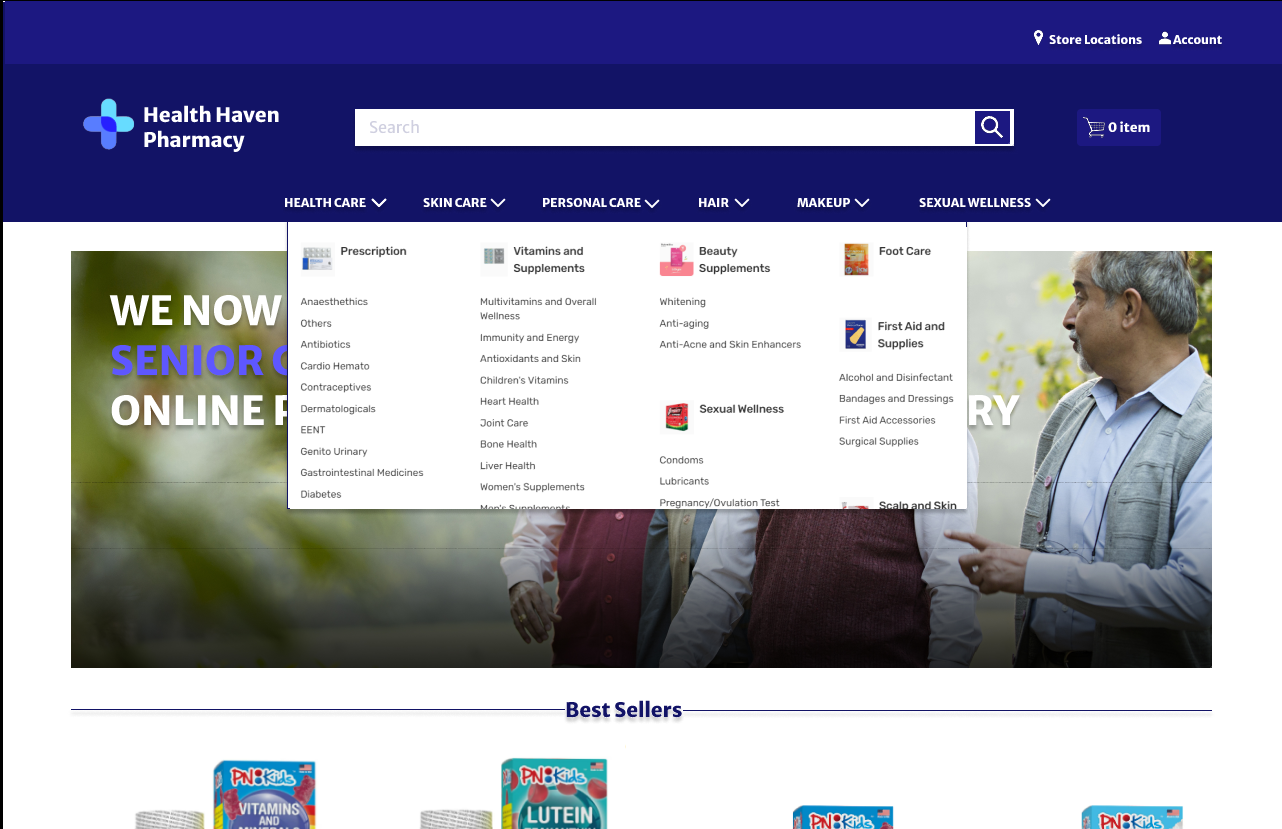 Store Locations
Account
Health Haven
Pharmacy
Search
0 item
HEALTH CARE
SKIN CARE
PERSONAL CARE
HAIR
MAKEUP
SEXUAL WELLNESS
WE NOW
SENIOR
ONLINE
RY
Prescription
Anaesthethics
Others
Antibiotics
Cardio Hemato
Contraceptives
Dermatologicals
EENT
Genito Urinary
Gastrointestinal Medicines
Diabetes
Vitamins and
Supplements
Multivitamins and Overall
Wellness
Immunity and Energy
Antioxidants and Skin
Children's Vitamins
Heart Health
Joint Care
Bone Health
Liver Health
Women's Supplements
Men's Supplements
Beauty
Supplements
Whitening
Anti-aging
Anti-Acne and Skin Enhancers
Sexual Wellness
Condoms
Lubricants
Pregnancy/Ovulation Test
Foot Care
First Aid and
Supplies
Alcohol and Disinfectant
Bandages and Dressings
First Aid Accessories
Surgical Supplies
Scalp and Skin
Best Sellers
PN Kids
VITAMINS
AND
MINERALS
PN Kids
LUTEIN
PN Kids
PN Kids